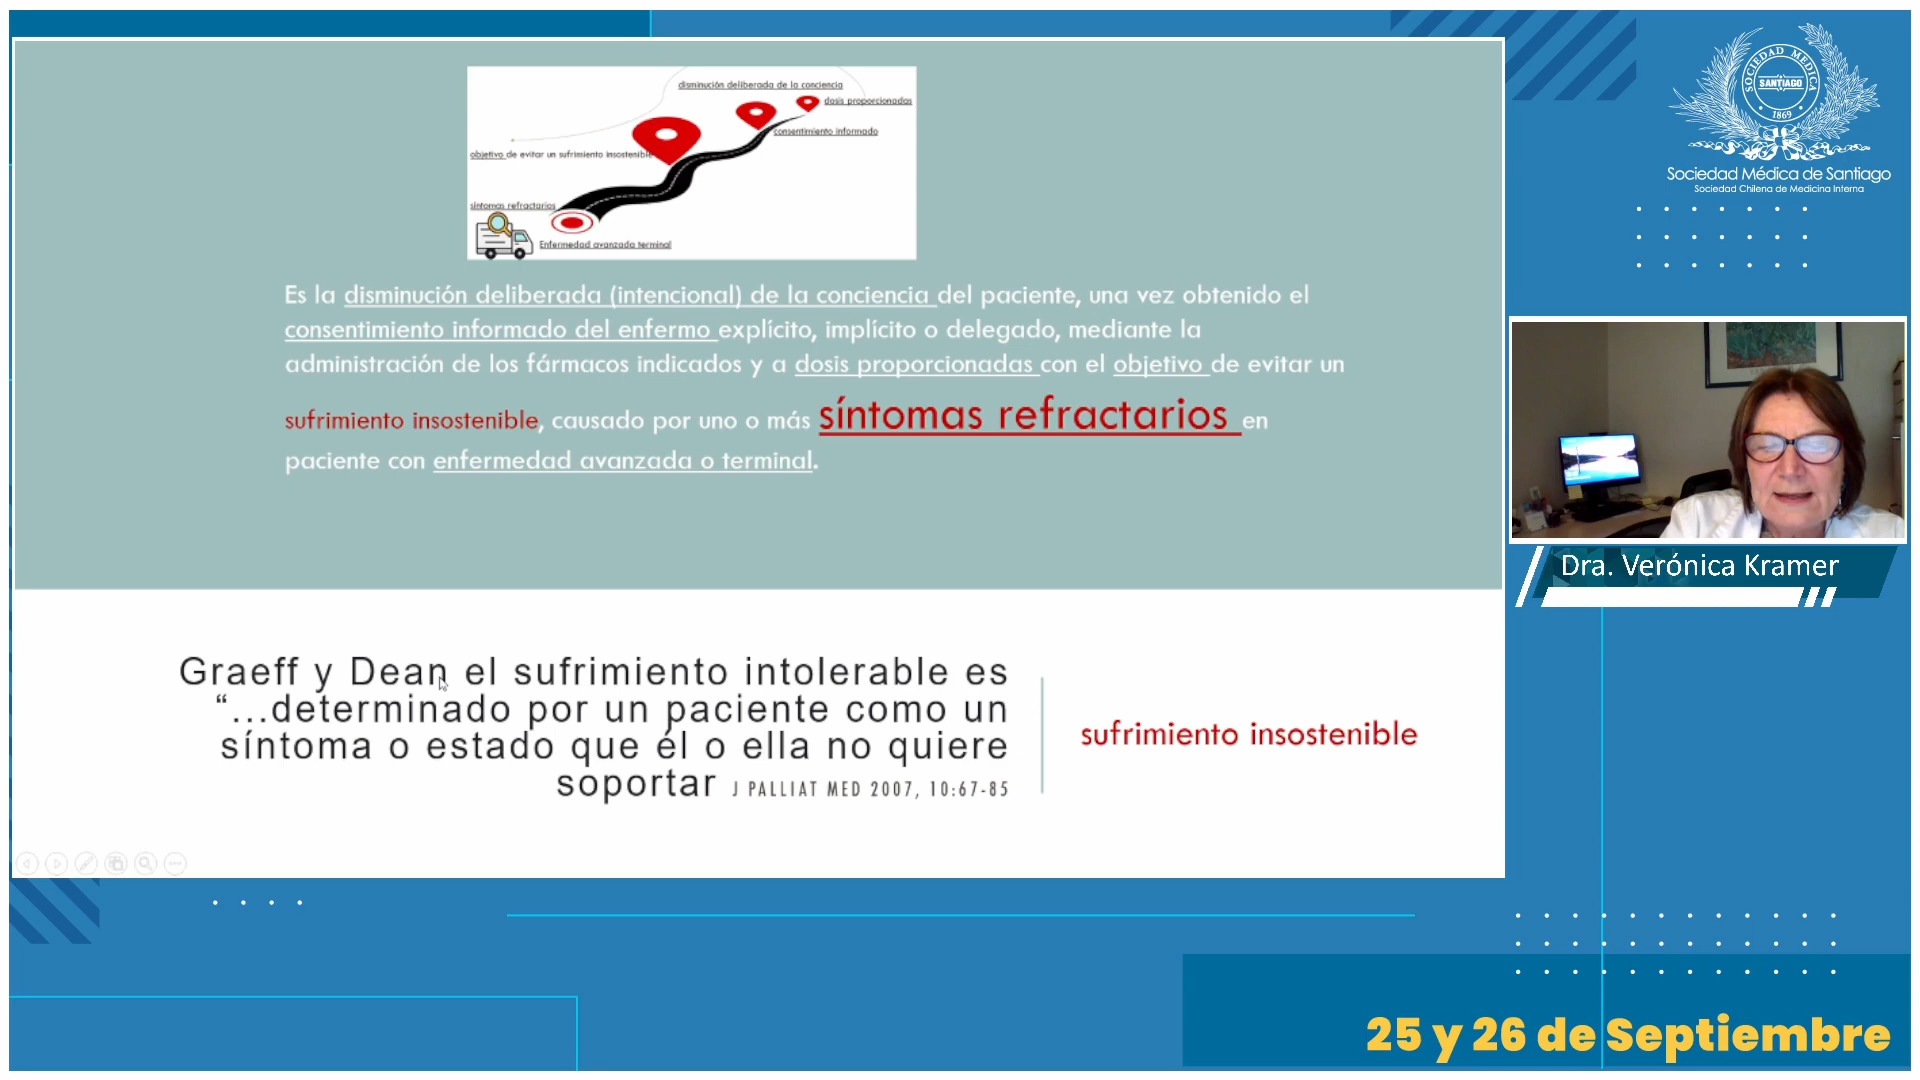 disminución deliberada de la conciencia
dosis proporcionadas
consentimiento informado
objetivo de evitar un sufrimiento insostenible
síntomas refractarios
Enfermedad avanzada terminal
Es la disminución deliberada (intencional) de la conciencia del paciente, una vez obtenido el
consentimiento informado del enfermo explícito, implícito o delegado, mediante la
administración de los fármacos indicados y a dosis proporcionadas con el objetivo de evitar un
sufrimiento insostenible, causado por uno o más síntomas refractarios en
paciente con enfermedad avanzada o terminal.
Graeff y Dean el sufrimiento intolerable es
“...determinado por un paciente como un
síntoma o estado que él o ella no quiere
soportar J PALLIAT MED 2007, 10:67-85
sufrimiento insostenible
SOCIEDAD MEDICA
SANTIAGO
1869
Sociedad Médica de Santiago
Sociedad Chilena de Medicina Interna
Dra. Verónica Kramer
25 y 26 de Septiembre